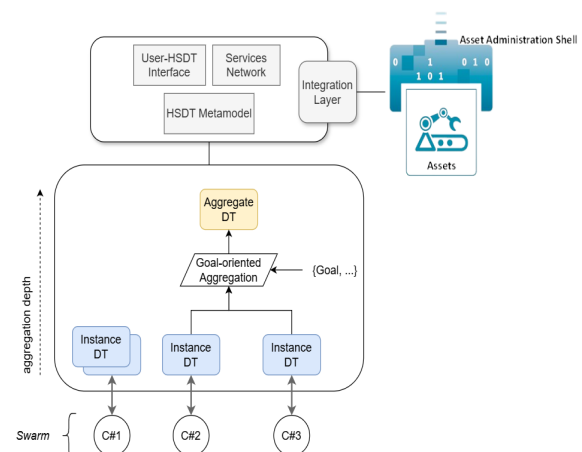 Asset Administration Shell
User-HSDT
Interface
Services
Network
HSDT Metamodel
Integration
Layer
0 1 0 1 0
1 0 1
Assets
aggregation depth
Aggregate
DT
Goal-oriented
Aggregation
{Goal, ...}
Instance
DT
Instance
DT
Instance
DT
Swarm
C#1
C#2
C#3